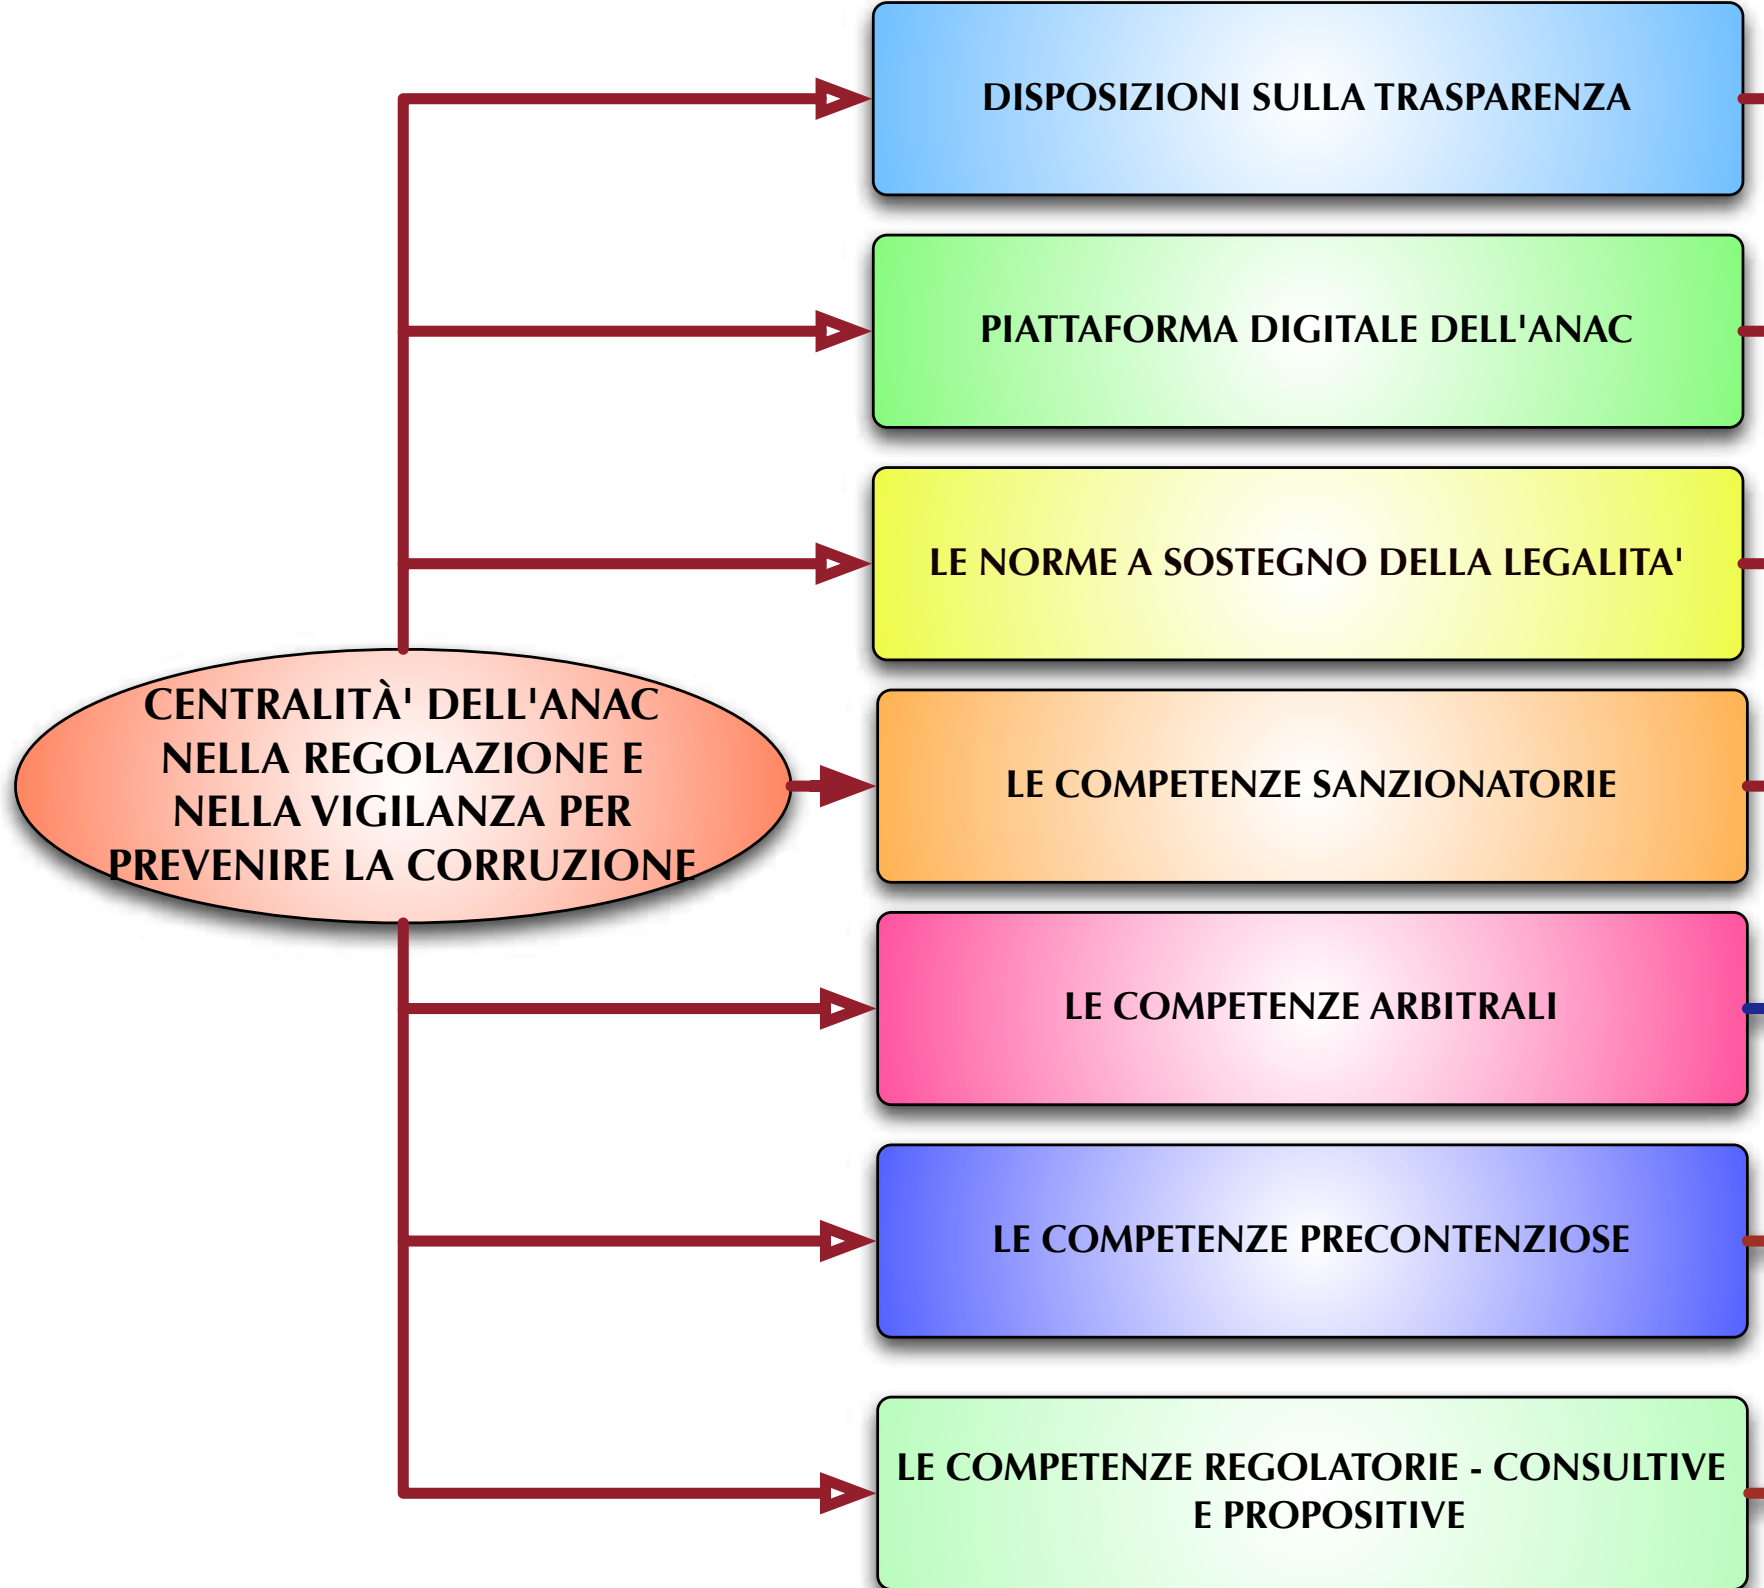 DISPOSIZIONI SULLA TRASPARENZA
PIATTAFORMA DIGITALE DELL'ANAC
LE NORME A SOSTEGNO DELLA LEGALITA'
CENTRALITÀ' DELL'ANAC
NELLA REGOLAZIONE E
NELLA VIGILANZA PER
PREVENIRE LA CORRUZIONE
LE COMPETENZE SANZIONATORIE
LE COMPETENZE ARBITRALI
LE COMPETENZE PRECONTENZIOSE
LE COMPETENZE REGOLATORIE - CONSULTIVE
E PROPOSITIVE